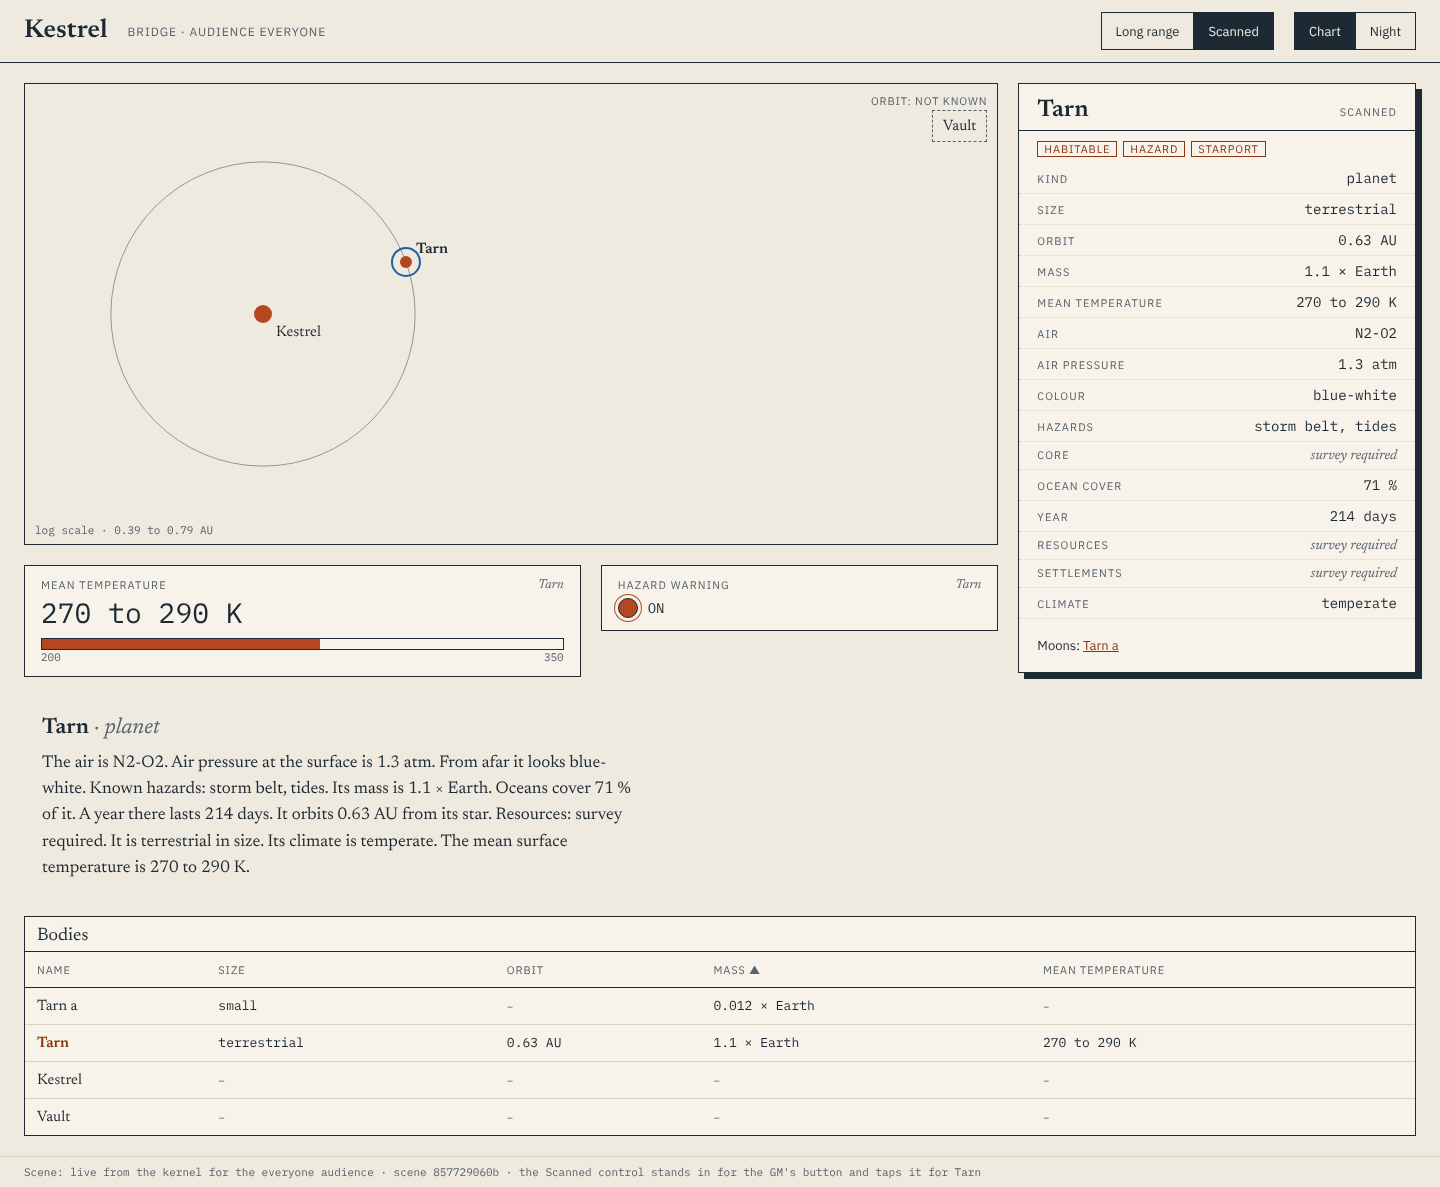 Kestrel
BRIDGE · AUDIENCE EVERYONE
Long range
Scanned
Chart
Night
ORBIT: NOT KNOWN
Vault
Tarn
Kestrel
log scale · 0.39 to 0.79 AU
MEAN TEMPERATURE
Tarn
270 to 290 K
200
350
HAZARD WARNING
Tarn
ON
Tarn
SCANNED
HABITABLE
HAZARD
STARPORT
KIND planet
SIZE terrestrial
ORBIT 0.63 AU
MASS 1.1 × Earth
MEAN TEMPERATURE 270 to 290 K
AIR N2-O2
AIR PRESSURE 1.3 atm
COLOUR blue-white
HAZARDS storm belt, tides
CORE survey required
OCEAN COVER 71 %
YEAR 214 days
RESOURCES survey required
SETTLEMENTS survey required
CLIMATE temperate
Moons: Tarn a
Tarn · planet
The air is N2-O2. Air pressure at the surface is 1.3 atm. From afar it looks blue-
white. Known hazards: storm belt, tides. Its mass is 1.1 × Earth. Oceans cover 71 %
of it. A year there lasts 214 days. It orbits 0.63 AU from its star. Resources: survey
required. It is terrestrial in size. Its climate is temperate. The mean surface
temperature is 270 to 290 K.
Bodies
NAME SIZE ORBIT MASS ▲ MEAN TEMPERATURE
Tarn a small – 0.012 × Earth –
Tarn terrestrial 0.63 AU 1.1 × Earth 270 to 290 K
Kestrel – – – –
Vault – – – –
Scene: live from the kernel for the everyone audience · scene 857729060b · the Scanned control stands in for the GM's button and taps it for Tarn